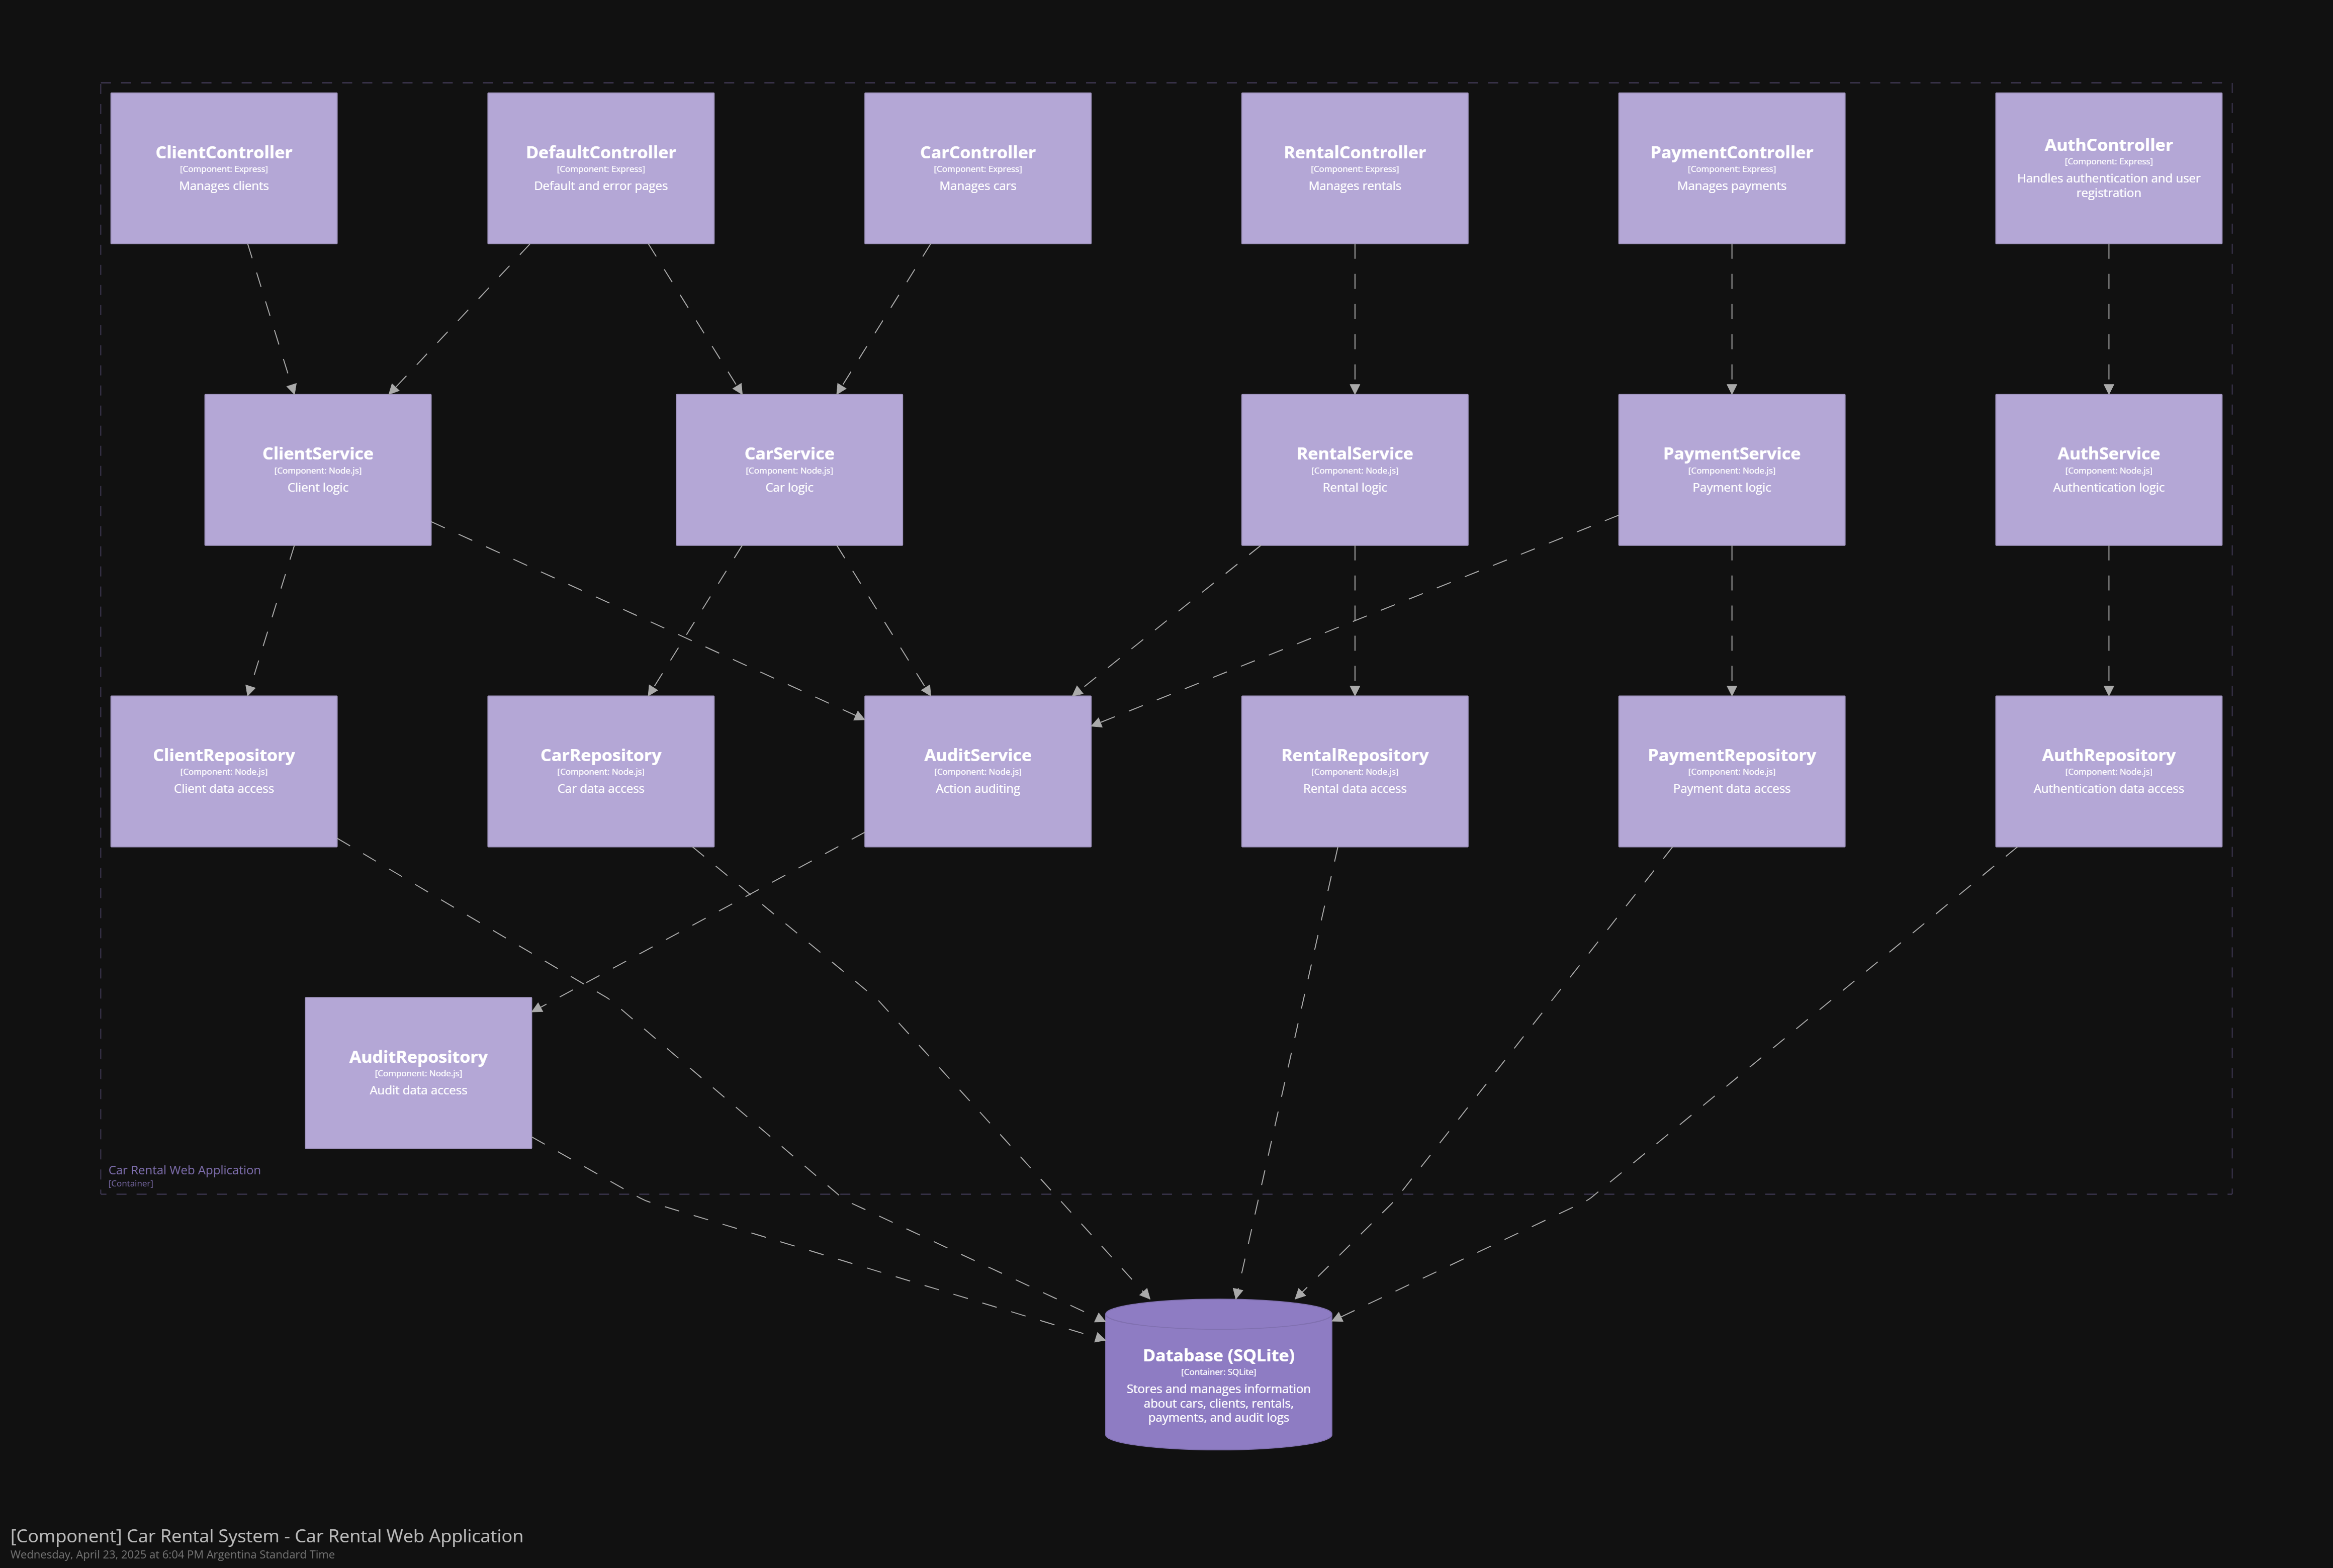 ClientController
[Component: Express]
Manages clients
DefaultController
[Component: Express]
Default and error pages
CarController
[Component: Express]
Manages cars
RentalController
[Component: Express]
Manages rentals
PaymentController
[Component: Express]
Manages payments
AuthController
[Component: Express]
Handles authentication and user
registration
ClientService
[Component: Node.js]
Client logic
CarService
[Component: Node.js]
Car logic
RentalService
[Component: Node.js]
Rental logic
PaymentService
[Component: Node.js]
Payment logic
AuthService
[Component: Node.js]
Authentication logic
ClientRepository
[Component: Node.js]
Client data access
CarRepository
[Component: Node.js]
Car data access
AuditService
[Component: Node.js]
Action auditing
RentalRepository
[Component: Node.js]
Rental data access
PaymentRepository
[Component: Node.js]
Payment data access
AuthRepository
[Component: Node.js]
Authentication data access
AuditRepository
[Component: Node.js]
Audit data access
Car Rental Web Application
[Container]
Database (SQLite)
[Container: SQLite]
Stores and manages information
about cars, clients, rentals,
payments, and audit logs
[Component] Car Rental System - Car Rental Web Application
Wednesday, April 23, 2025 at 6:04 PM Argentina Standard Time